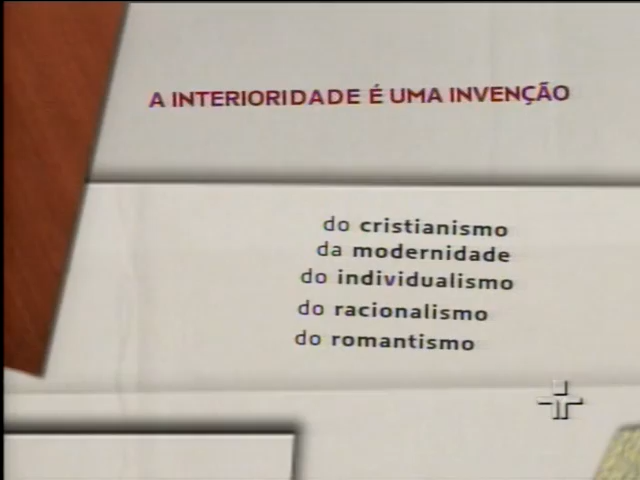 A INTERIORIDADE É UMA INVENÇÃO
do cristianismo
da modernidade
do individualismo
do racionalismo
do romantismo